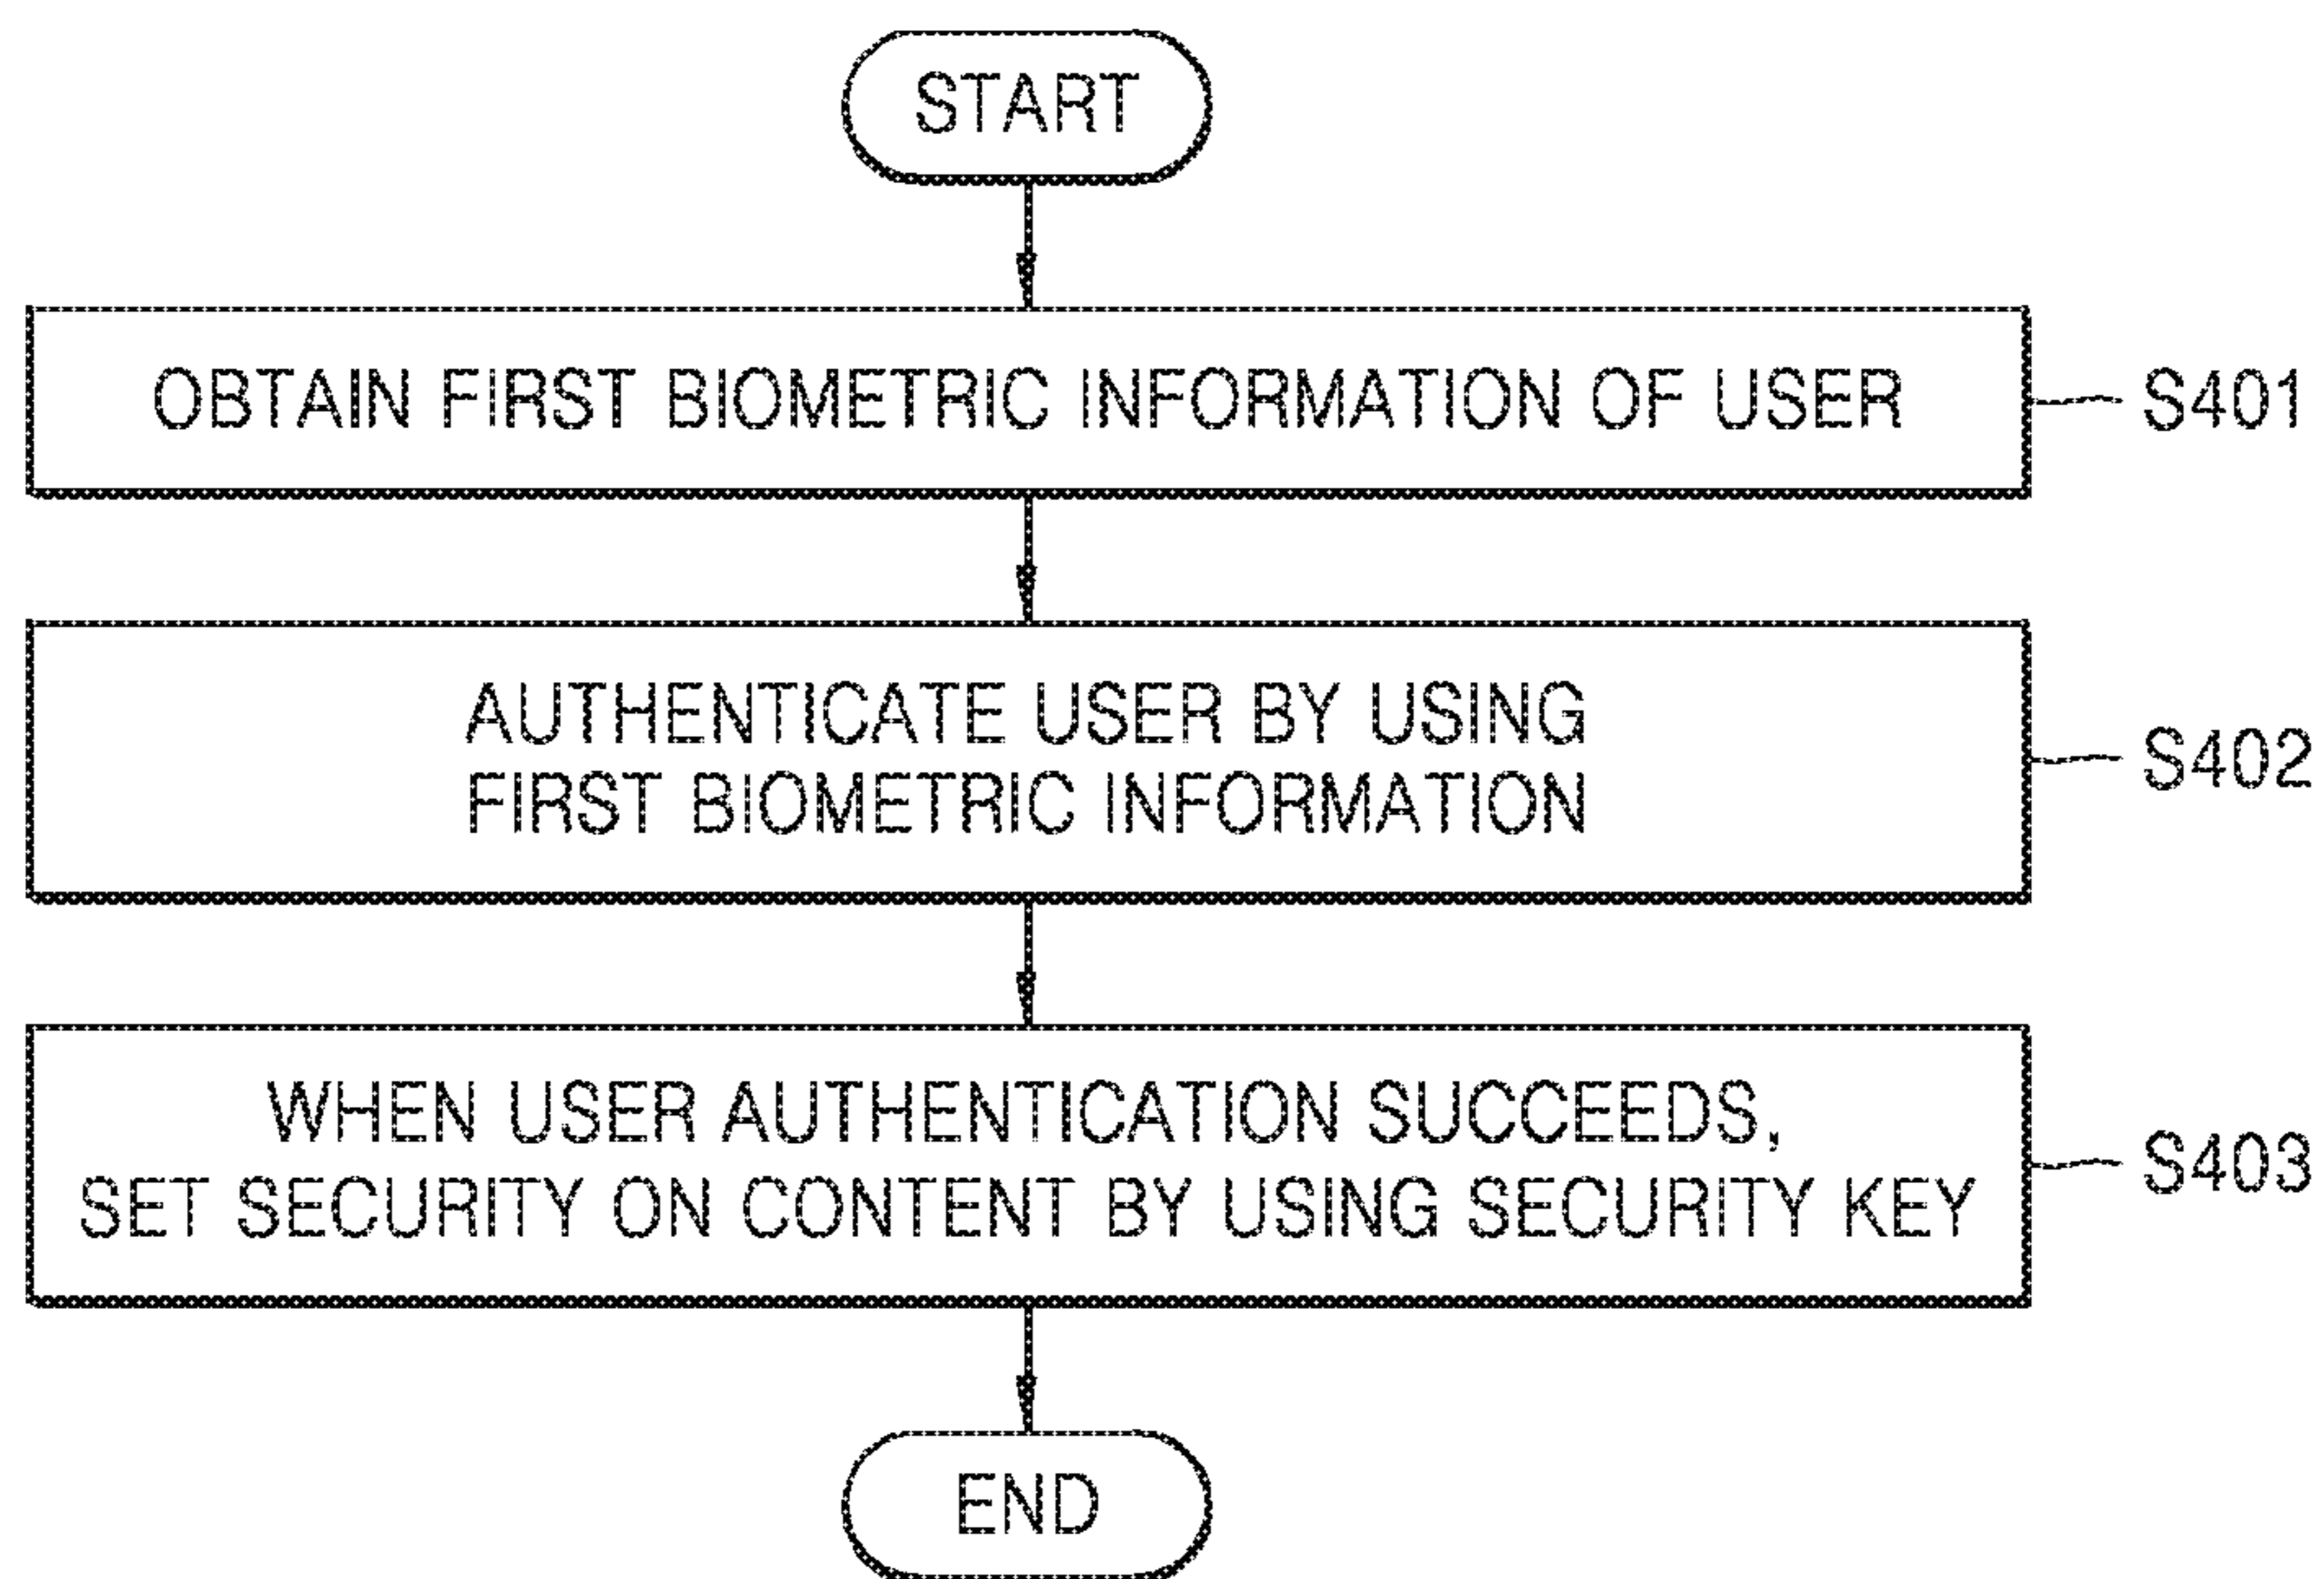 START
OBTAIN FIRST BIOMETRIC INFORMATION OF USER
S401
AUTHENTICATE USER BY USING
FIRST BIOMETRIC INFORMATION
S402
WHEN USER AUTHENTICATION SUCCEEDS,
SET SECURITY ON CONTENT BY USING SECURITY KEY
S403
END